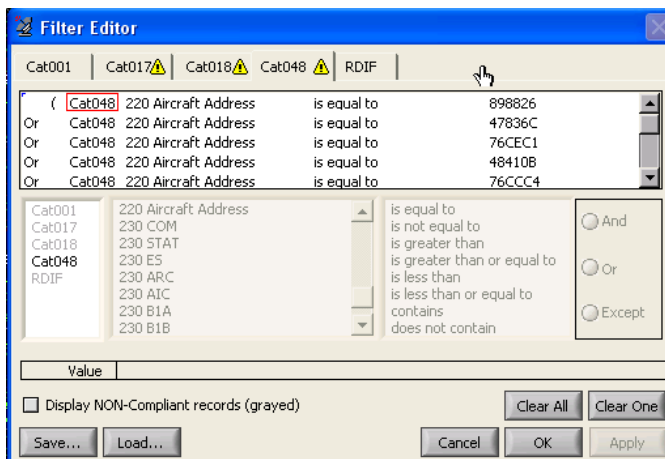 Filter Editor
Cat001 Cat017 Cat018 Cat048 RDIF
( Cat048 220 Aircraft Address is equal to 898826
Or Cat048 220 Aircraft Address is equal to 47836C
Or Cat048 220 Aircraft Address is equal to 76CEC1
Or Cat048 220 Aircraft Address is equal to 48410B
Or Cat048 220 Aircraft Address is equal to 76CCC4
Cat001
Cat017
Cat018
Cat048
RDIF
220 Aircraft Address
230 COM
230 STAT
230 ES
230 ARC
230 AIC
230 B1A
230 B1B
is equal to
is not equal to
is greater than
is greater than or equal to
is less than
is less than or equal to
contains
does not contain
And
Or
Except
Value
Display NON-Compliant records (grayed)
Clear All Clear One
Save... Load... Cancel OK Apply